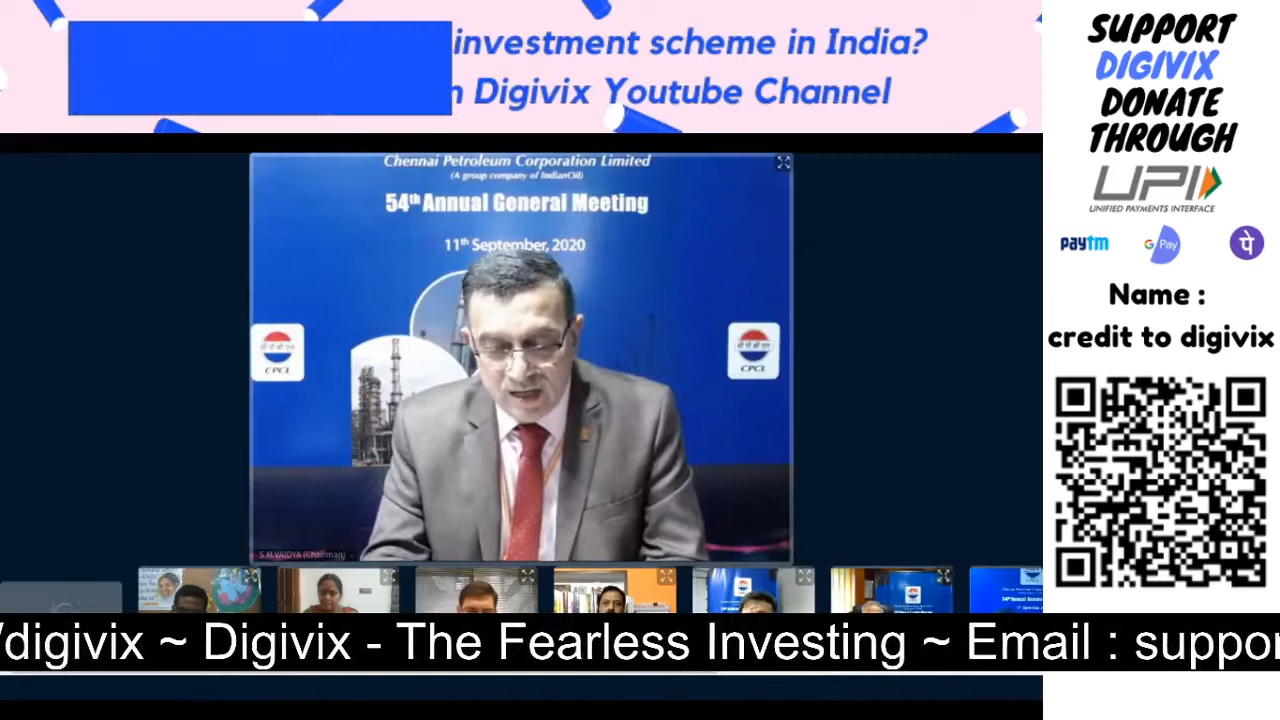 investment scheme in India?
n Digivix Youtube Channel
SUPPORT
DIGIVIX
DONATE
THROUGH
UPI
UNIFIED PAYMENTS INTERFACE
paytm
G Pay
पे
Name :
credit to digivix
Chennai Petroleum Corporation Limited
(A group company of IndianOil)
54th Annual General Meeting
11th September, 2020
सी पी सी एल
CPCL
सी पी सी एल
CPCL
S.M.VAIDYA (Chairman)
/digivix ~ Digivix - The Fearless Investing ~ Email : suppor